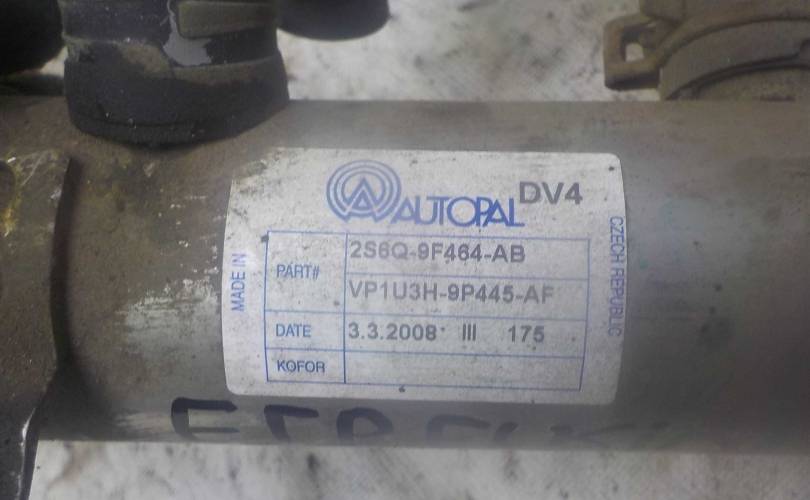 AUTOPAL DV4
MADE IN
CZECH REPUBLIC
PART# 2S6Q-9F464-AB
VP1U3H-9P445-AF
DATE 3.3.2008 III 175
KOFOR